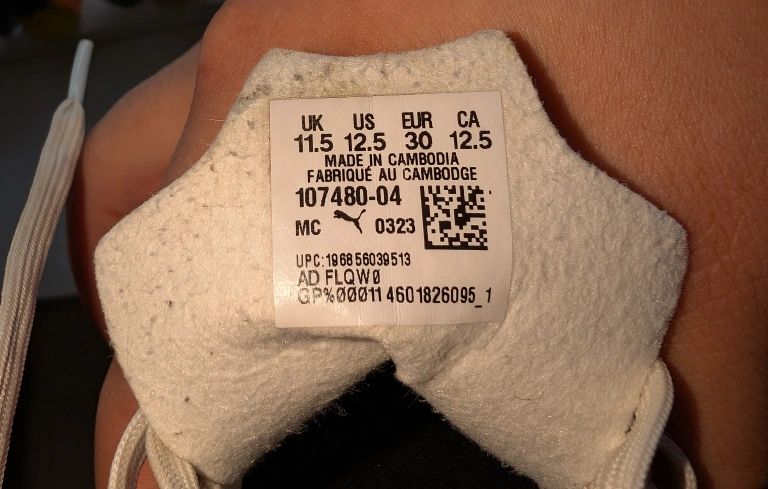 UK US EUR CA
11.5 12.5 30 12.5
MADE IN CAMBODIA
FABRIQUÉ AU CAMBODGE
107480-04
MC 0323
UPC:196856039513
AD FLQW0
GP%00011 4601826095_1